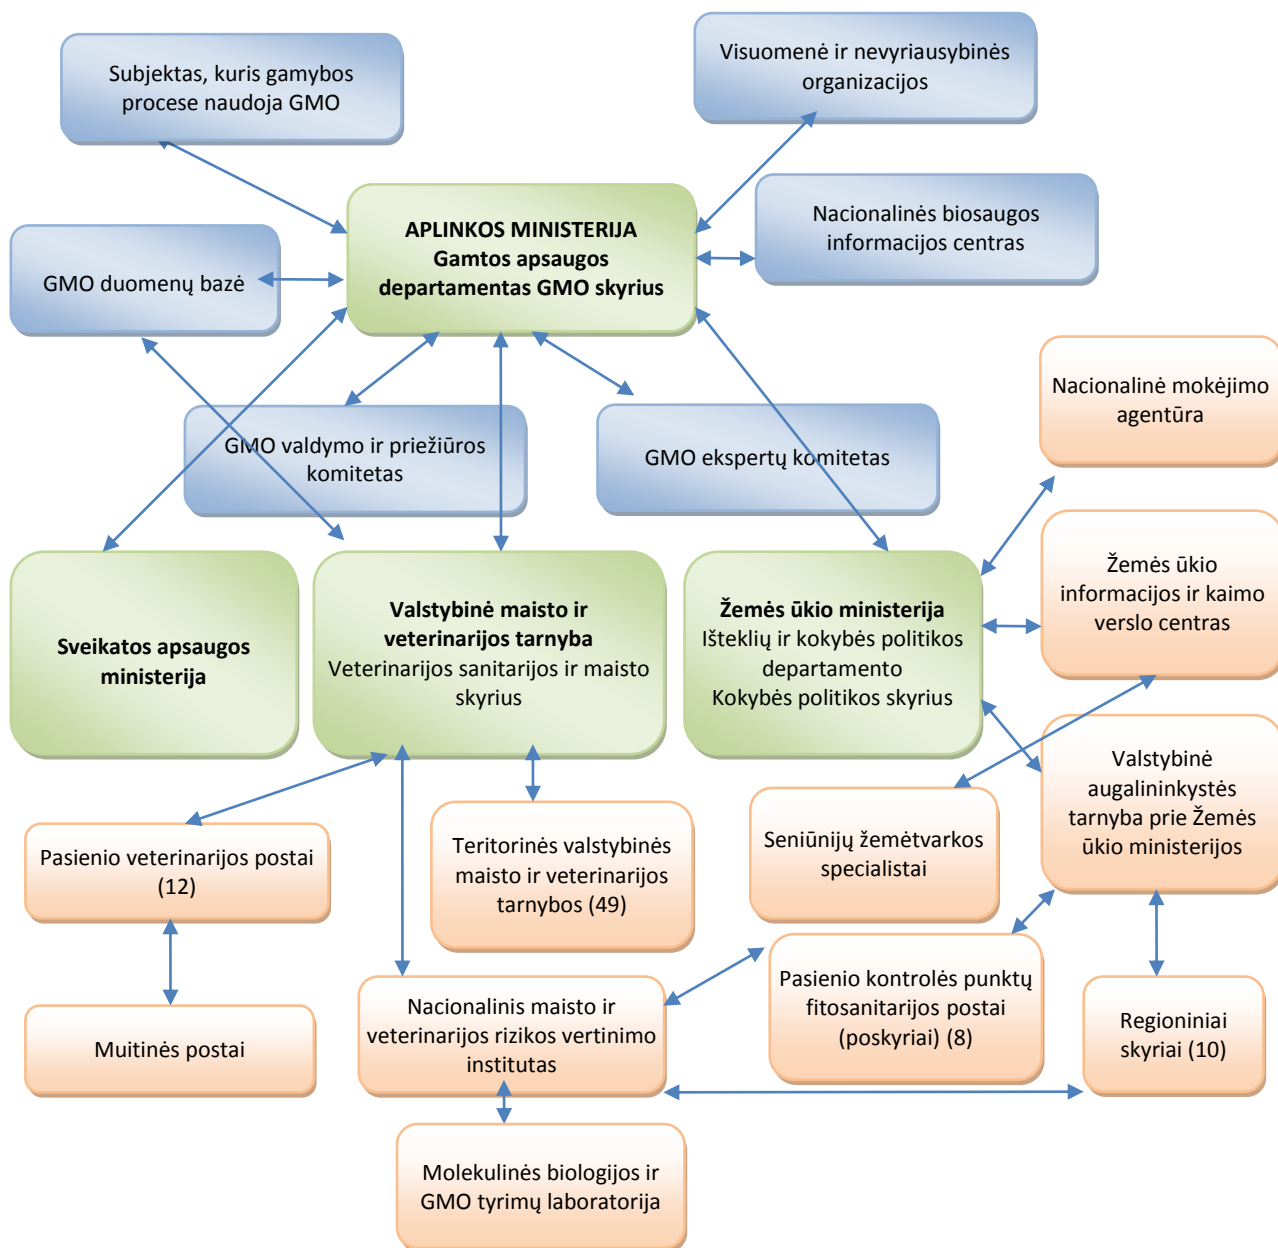 Subjektas, kuris gamybos
procese naudoja GMO
Visuomenė ir nevyriausybinės
organizacijos
APLINKOS MINISTERIJA
Gamtos apsaugos
departamentas GMO skyrius
Nacionalinės biosaugos
informacijos centras
GMO duomenų bazė
GMO valdymo ir priežiūros
komitetas
GMO ekspertų komitetas
Nacionalinė mokėjimo
agentūra
Sveikatos apsaugos
ministerija
Valstybinė maisto ir
veterinarijos tarnyba
Veterinarijos sanitarijos ir maisto
skyrius
Žemės ūkio ministerija
Išteklių ir kokybės politikos
departamento
Kokybės politikos skyrius
Žemės ūkio
informacijos ir kaimo
verslo centras
Valstybinė
augalininkystės
tarnyba prie Žemės
ūkio ministerijos
Pasienio veterinarijos postai
(12)
Teritorinės valstybinės
maisto ir veterinarijos
tarnybos (49)
Seniūnijų žemėtvarkos
specialistai
Muitinės postai
Nacionalinis maisto ir
veterinarijos rizikos vertinimo
institutas
Pasienio kontrolės punktų
fitosanitarijos postai
(poskyriai) (8)
Regioniniai
skyriai (10)
Molekulinės biologijos ir
GMO tyrimų laboratorija